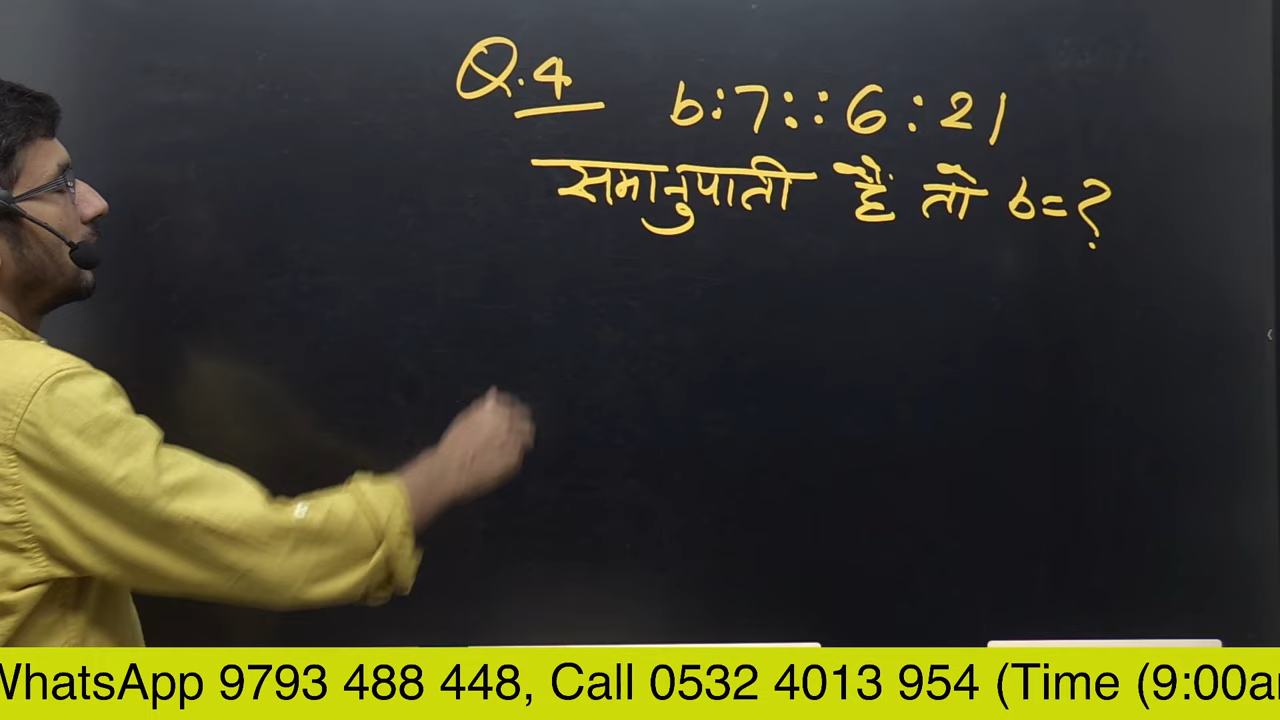 Q.4 b:7::6:21
समानुपाती हैं तो b=?
WhatsApp 9793 488 448, Call 0532 4013 954 (Time (9:00a